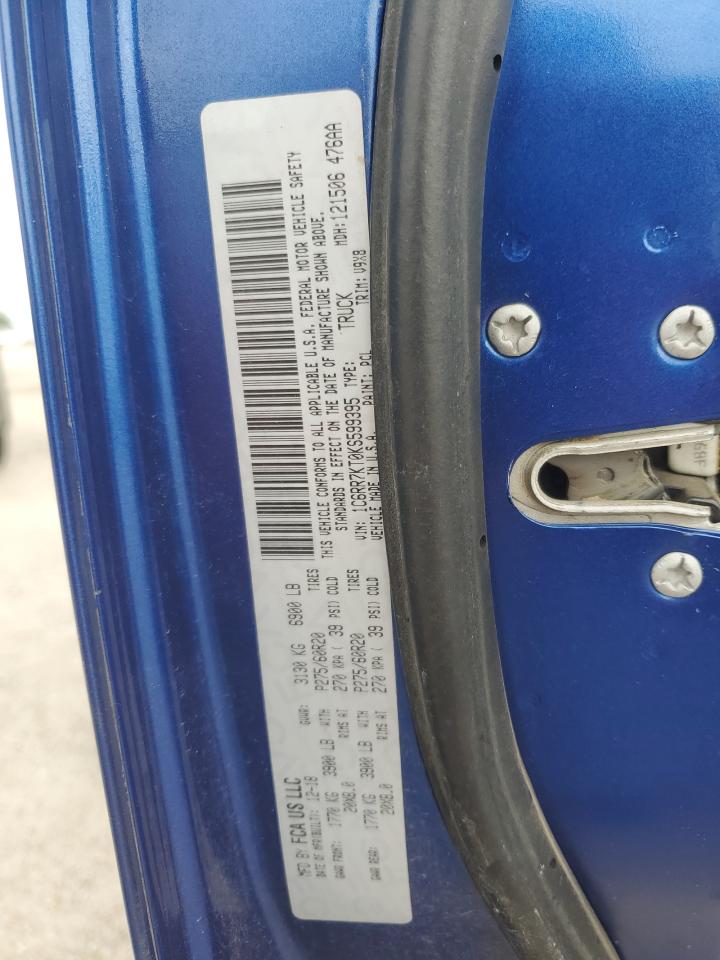 MFD BY FCA US LLC
DATE OF MFR(BUILT): 12-18 GVWR: 3130 KG 6900 LB
GAWR FRONT: 1770 KG 3900 LB WITH P275/60R20 TIRES
20X8.0 RIMS AT 270 KPA ( 39 PSI) COLD
GAWR REAR: 1770 KG 3900 LB WITH P275/60R20 TIRES
20X8.0 RIMS AT 270 KPA ( 39 PSI) COLD
THIS VEHICLE CONFORMS TO ALL APPLICABLE U.S.A. FEDERAL MOTOR VEHICLE SAFETY
STANDARDS IN EFFECT ON THE DATE OF MANUFACTURE SHOWN ABOVE.
VIN: 1C6RR7KT0KS599395 TYPE: TRUCK MDH:121506 476AA
VEHICLE MADE IN U.S.A. PAINT: PCL TRIM: V9X8